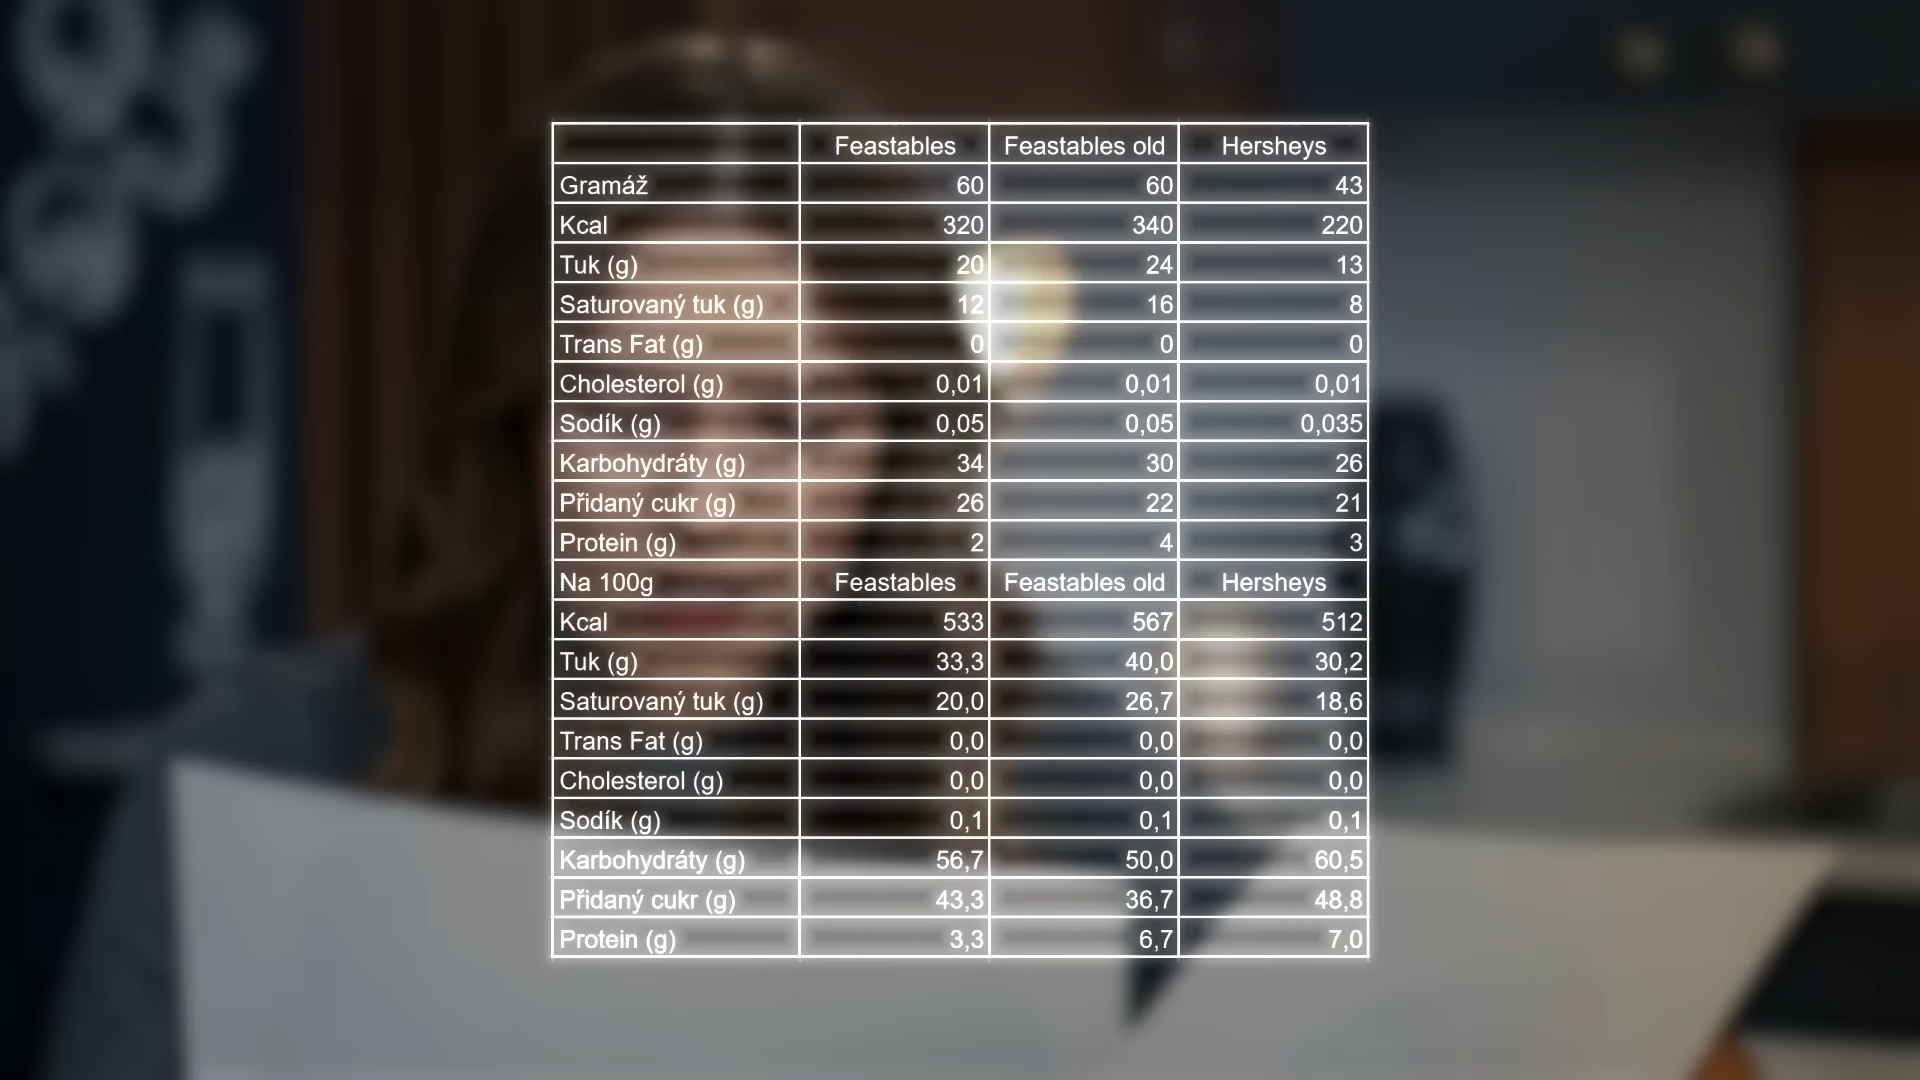 Feastables Feastables old Hersheys
Gramáž 60 60 43
Kcal 320 340 220
Tuk (g) 20 24 13
Saturovaný tuk (g) 12 16 8
Trans Fat (g) 0 0 0
Cholesterol (g) 0,01 0,01 0,01
Sodík (g) 0,05 0,05 0,035
Karbohydráty (g) 34 30 26
Přidaný cukr (g) 26 22 21
Protein (g) 2 4 3
Na 100g Feastables Feastables old Hersheys
Kcal 533 567 512
Tuk (g) 33,3 40,0 30,2
Saturovaný tuk (g) 20,0 26,7 18,6
Trans Fat (g) 0,0 0,0 0,0
Cholesterol (g) 0,0 0,0 0,0
Sodík (g) 0,1 0,1 0,1
Karbohydráty (g) 56,7 50,0 60,5
Přidaný cukr (g) 43,3 36,7 48,8
Protein (g) 3,3 6,7 7,0